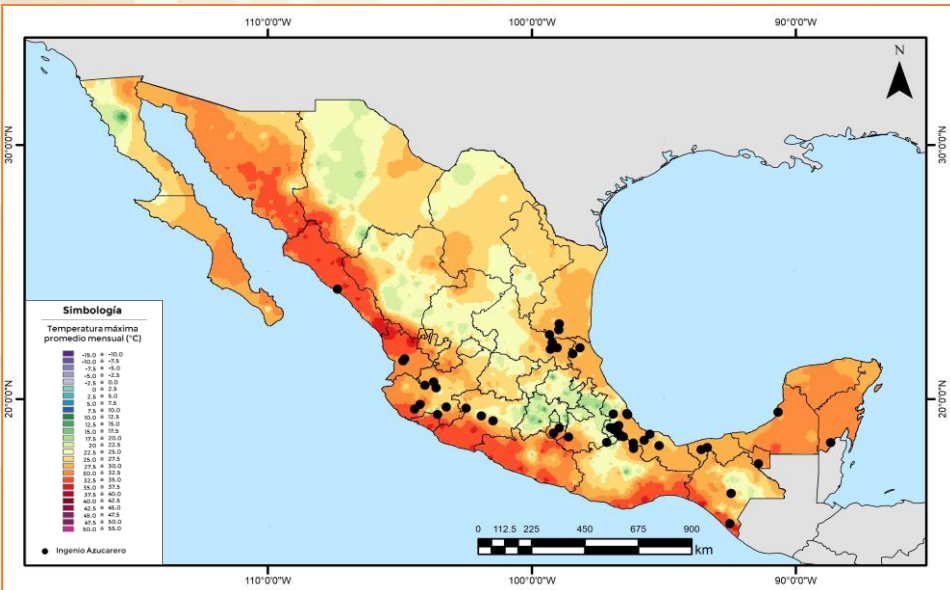 110°0'0"W
100°0'0"W
90°0'0"W
N
30°0'0"N
30°0'0"N
20°0'0"N
20°0'0"N
Simbología
Temperatura máxima
promedio mensual (°C)
-15.0 a -10.0
-10.0 a -7.5
-7.5 a -5.0
-5.0 a -2.5
-2.5 a 0.0
0.0 a 2.5
2.5 a 5.0
5.0 a 7.5
7.5 a 10.0
10.0 a 12.5
12.5 a 15.0
15.0 a 17.5
17.5 a 20.0
20 a 22.5
22.5 a 25.0
25.0 a 27.5
27.5 a 30.0
30.0 a 32.5
32.5 a 35.0
35.0 a 37.5
37.5 a 40.0
40.0 a 42.5
42.5 a 45.0
45.0 a 47.5
47.5 a 50.0
50.0 a 55.0
Ingenio Azucarero
0 112.5 225 450 675 900
km
110°0'0"W
100°0'0"W
90°0'0"W